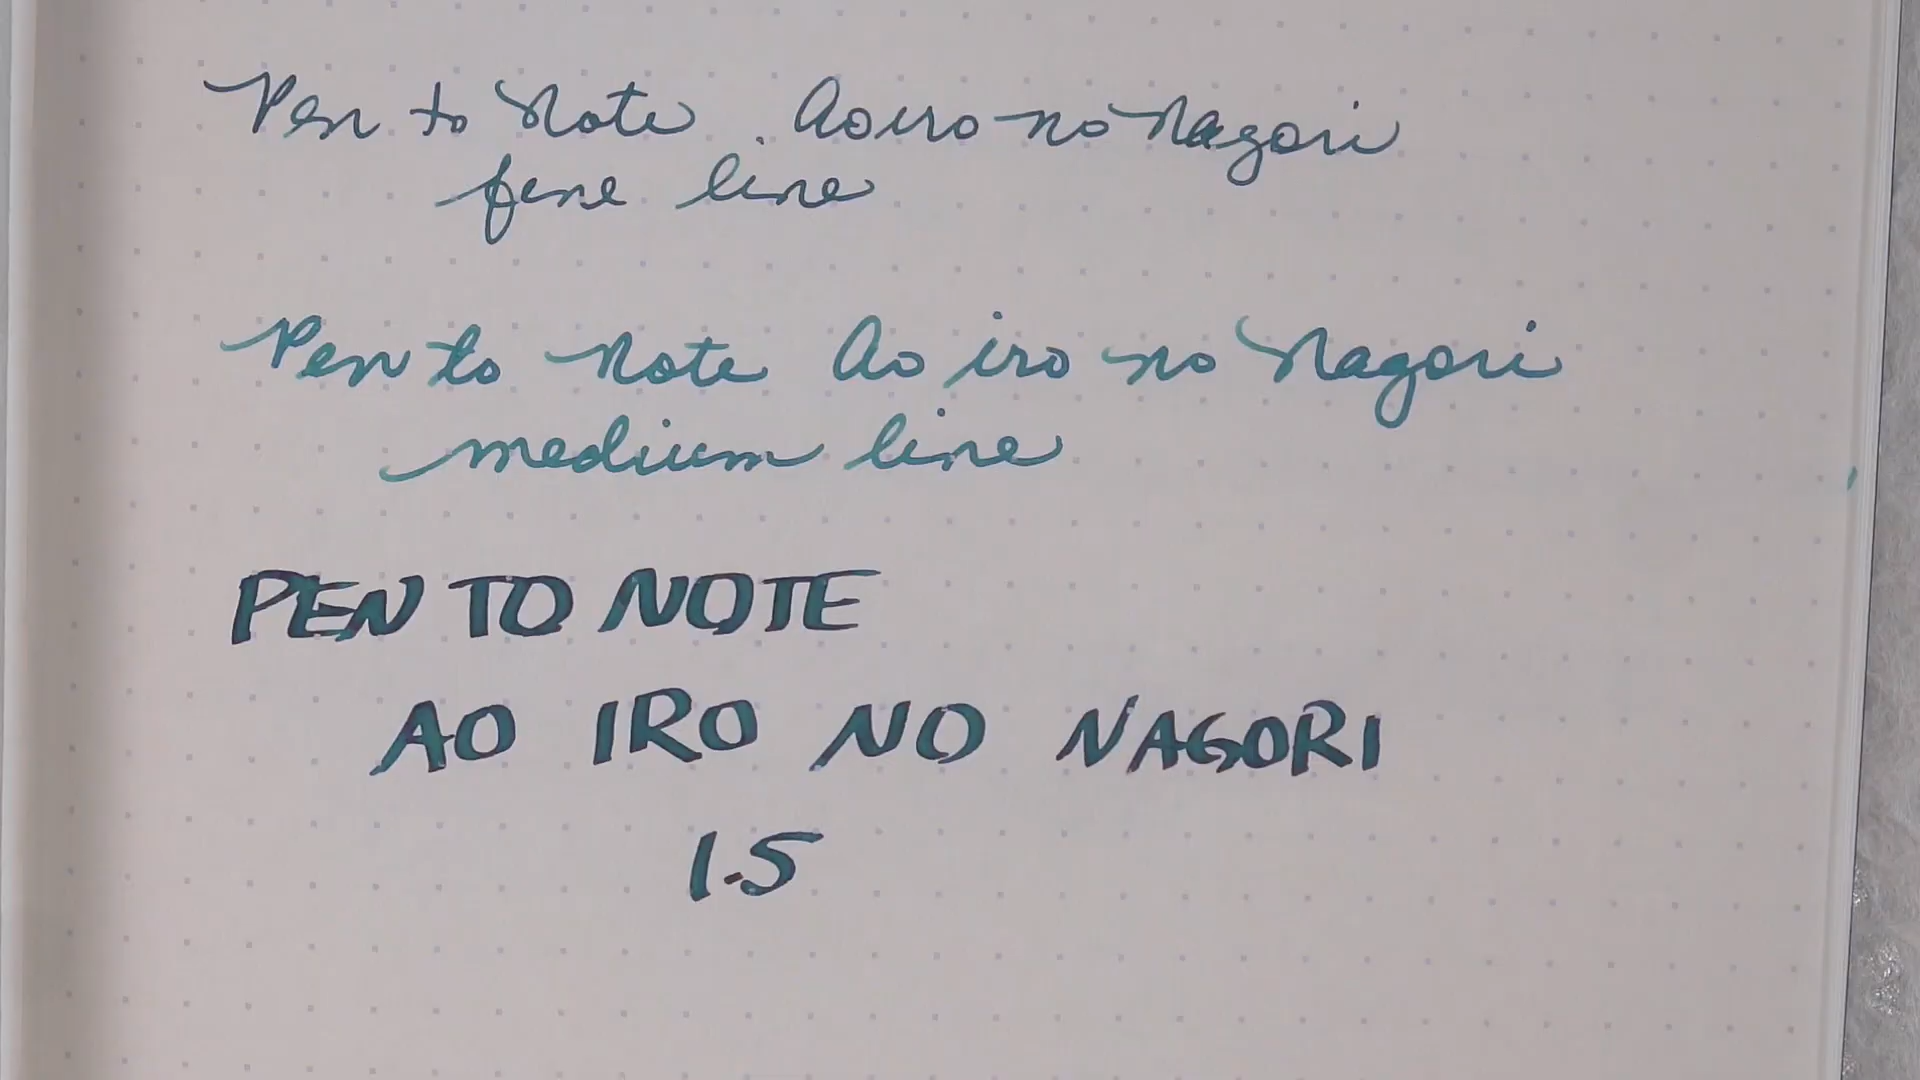 Pen to Note Aoiro no Nagori
fine line
Pen to Note Ao iro no Nagori
medium line
PEN TO NOTE
AO IRO NO NAGORI
1.5